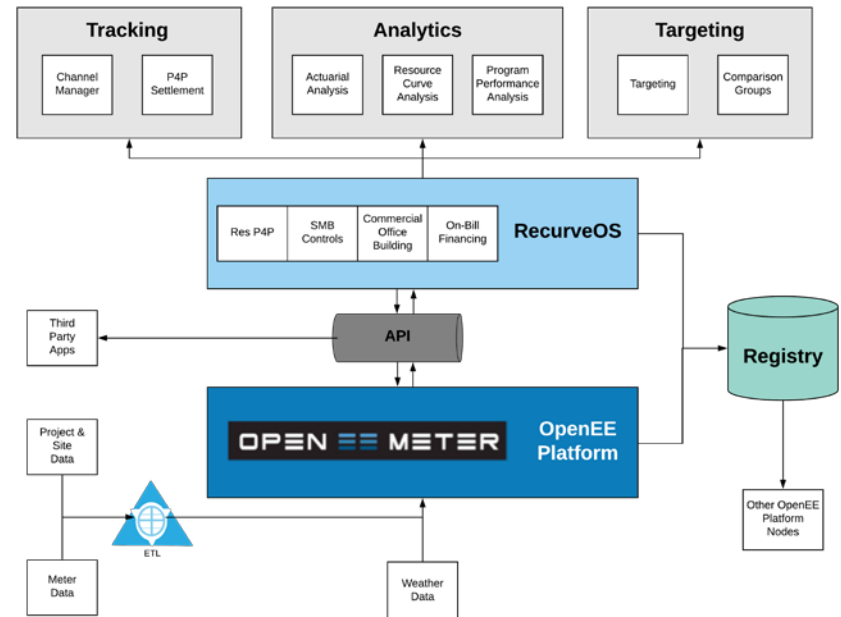 Tracking
Channel
Manager
P4P
Settlement
Analytics
Actuarial
Analysis
Resource
Curve
Analysis
Program
Performance
Analysis
Targeting
Targeting
Comparison
Groups
Res P4P
SMB
Controls
Commercial
Office
Building
On-Bill
Financing
RecurveOS
Third
Party
Apps
API
Registry
OPEN EE METER
OpenEE
Platform
Project &
Site
Data
ETL
Meter
Data
Weather
Data
Other OpenEE
Platform
Nodes